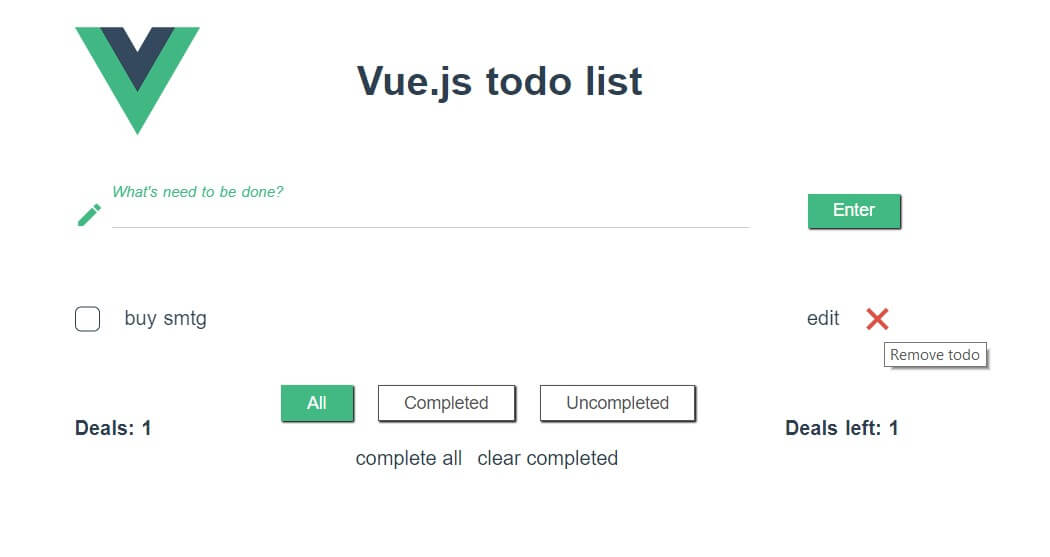 Vue.js todo list
What's need to be done?
Enter
buy smtg
edit
Remove todo
All
Completed
Uncompleted
Deals: 1
Deals left: 1
complete all
clear completed